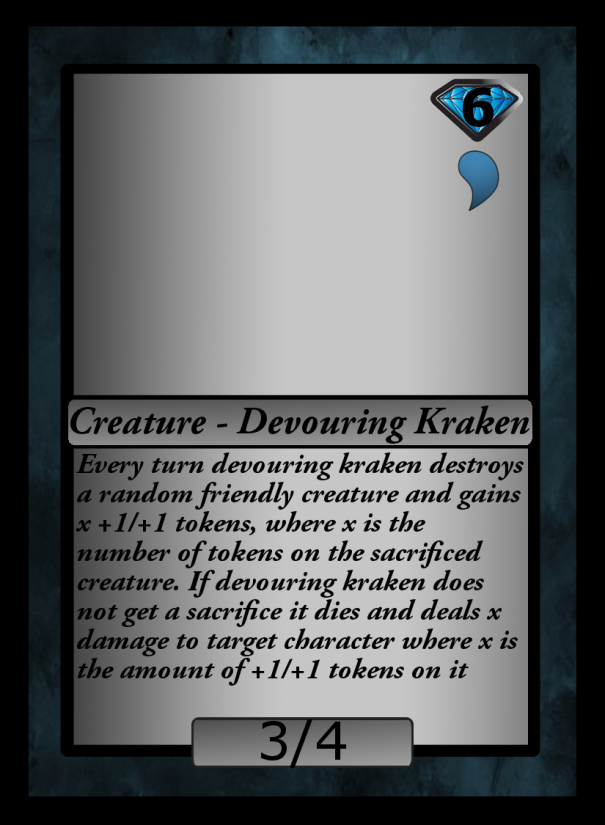 6
Creature - Devouring Kraken
Every turn devouring kraken destroys
a random friendly creature and gains
x +1/+1 tokens, where x is the
number of tokens on the sacrificed
creature. If devouring kraken does
not get a sacrifice it dies and deals x
damage to target character where x is
the amount of +1/+1 tokens on it
3/4